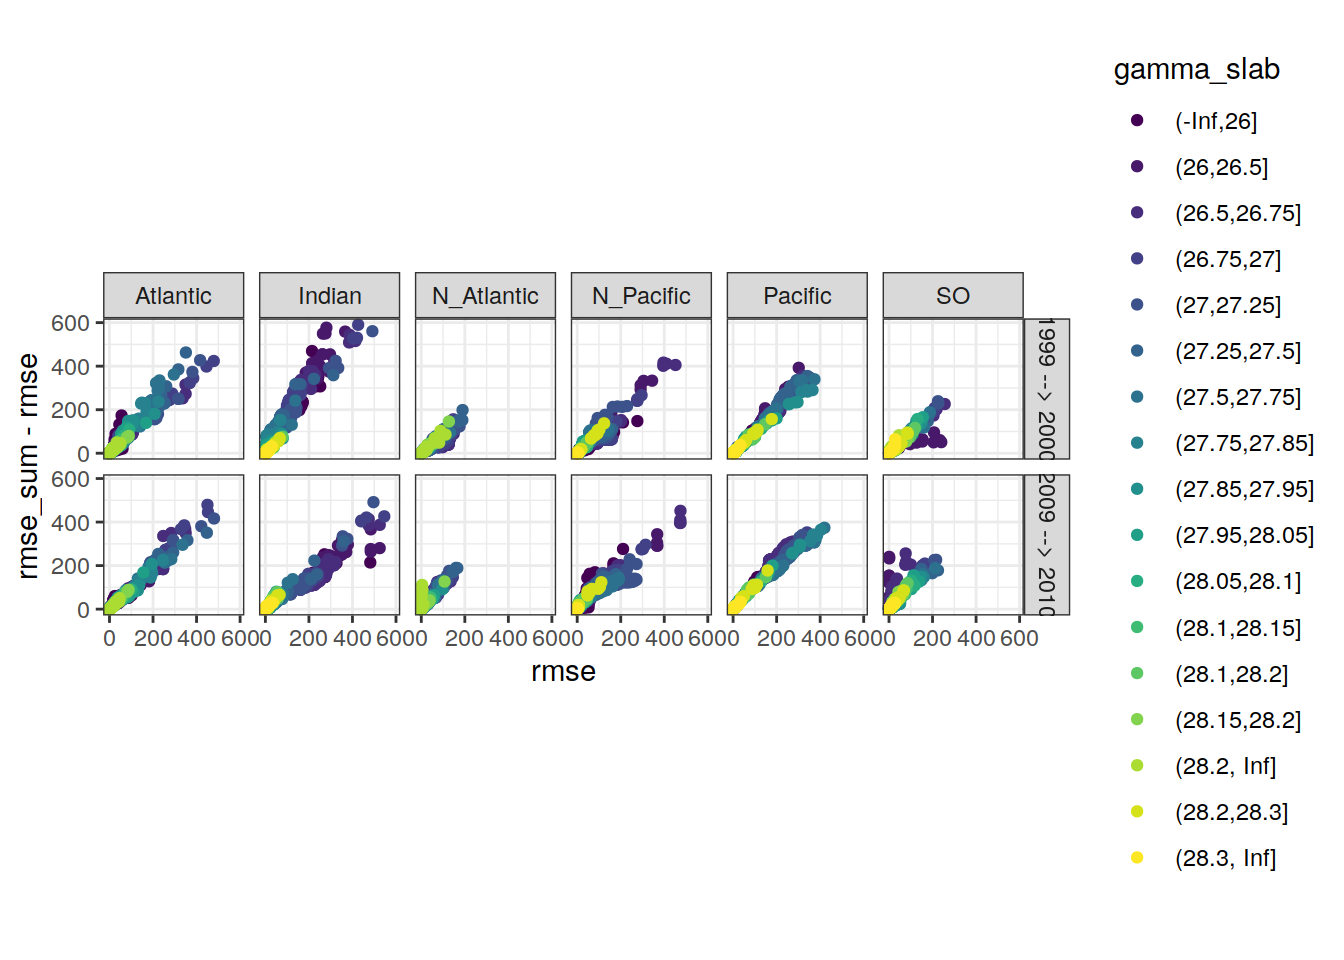 gamma_slab
(-Inf,26]
(26,26.5]
(26.5,26.75]
(26.75,27]
(27,27.25]
(27.25,27.5]
(27.5,27.75]
(27.75,27.85]
(27.85,27.95]
(27.95,28.05]
(28.05,28.1]
(28.1,28.15]
(28.1,28.2]
(28.15,28.2]
(28.2, Inf]
(28.2,28.3]
(28.3, Inf]
Atlantic Indian N_Atlantic N_Pacific Pacific SO
600
400
200
0
1999 --> 2000
600
400
200
0
2009 --> 2010
rmse_sum - rmse
0 200 400 600 0 200 400 600 0 200 400 600 0 200 400 600 0 200 400 600 0 200 400 600
rmse